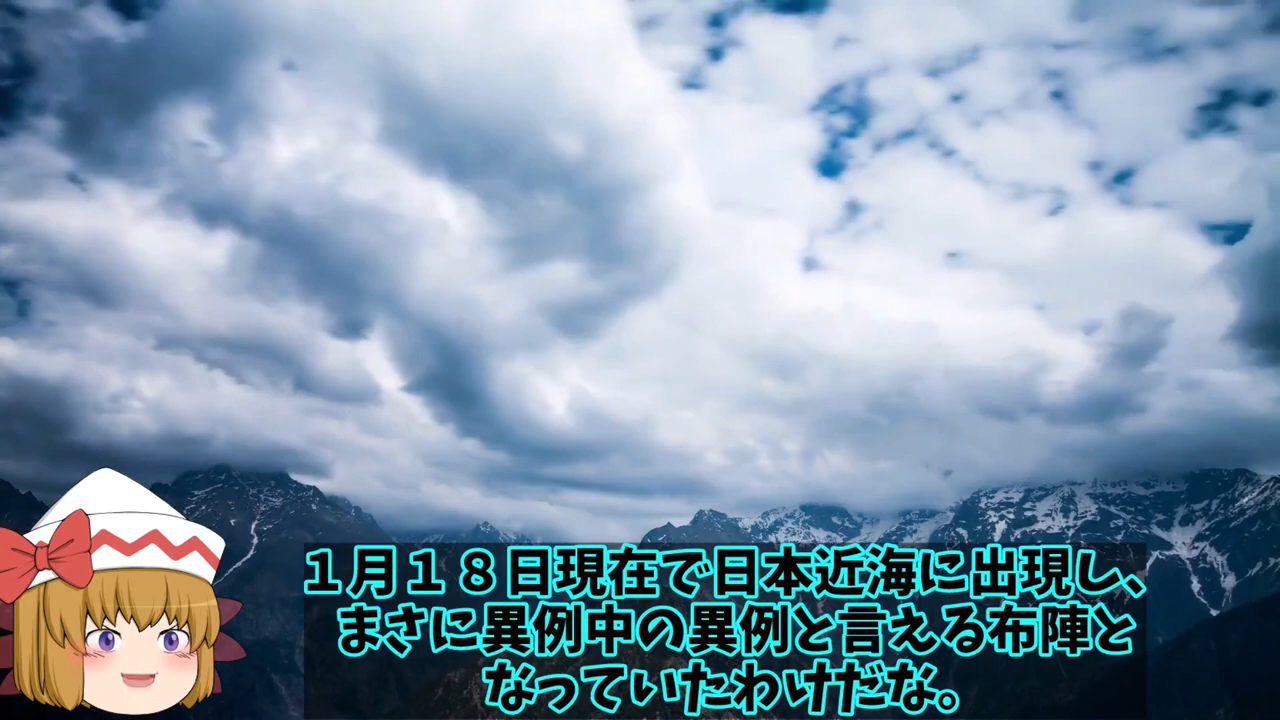 １月１８日現在で日本近海に出現し、
まさに異例中の異例と言える布陣と
なっていたわけだな。